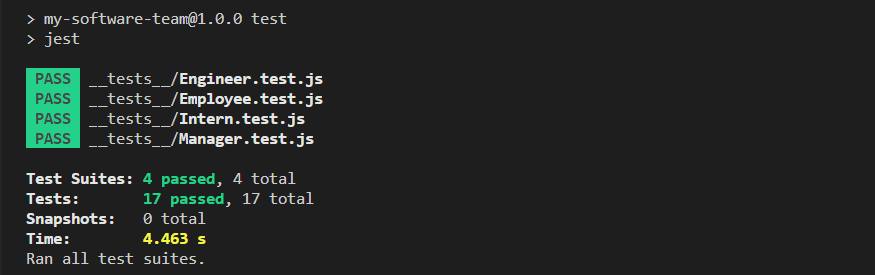 > my-software-team@1.0.0 test
> jest
PASS __tests__/Engineer.test.js
PASS __tests__/Employee.test.js
PASS __tests__/Intern.test.js
PASS __tests__/Manager.test.js
Test Suites: 4 passed, 4 total
Tests: 17 passed, 17 total
Snapshots: 0 total
Time: 4.463 s
Ran all test suites.